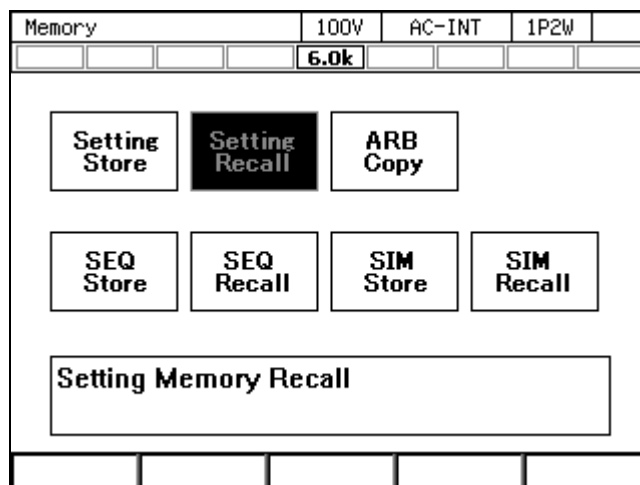 Memory 100V AC-INT 1P2W
6.0k
Setting Store
Setting Recall
ARB Copy
SEQ Store
SEQ Recall
SIM Store
SIM Recall
Setting Memory Recall